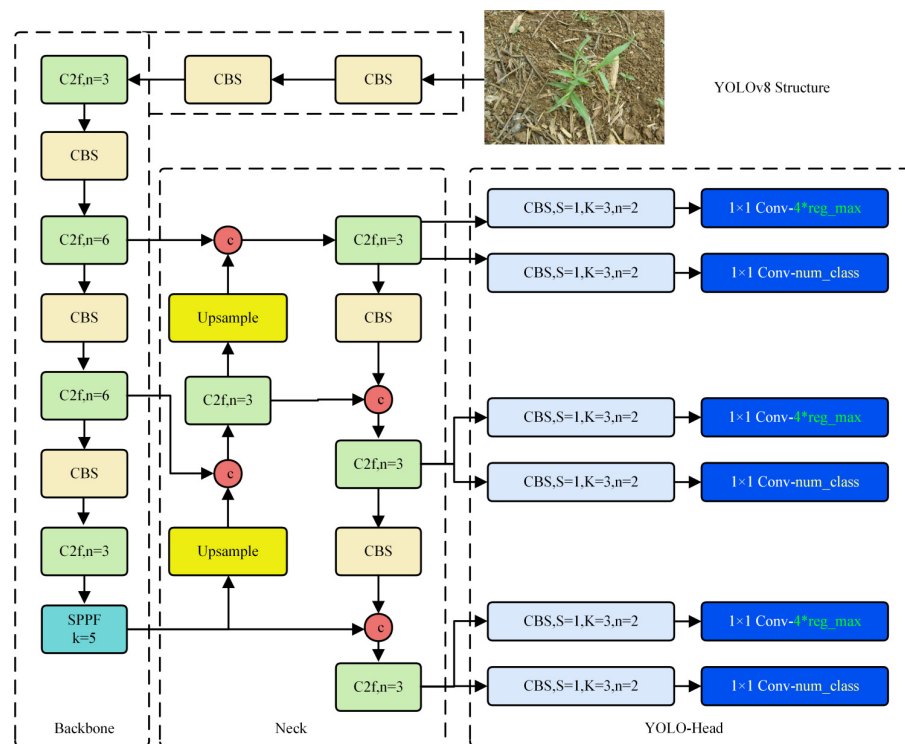 YOLOv8 Structure
C2f,n=3
CBS
CBS
CBS
C2f,n=6
CBS
C2f,n=6
CBS
C2f,n=3
SPPF
k=5
Backbone
c
Upsample
C2f,n=3
c
Upsample
C2f,n=3
CBS
c
C2f,n=3
CBS
c
C2f,n=3
Neck
CBS,S=1,K=3,n=2
1×1 Conv-4*reg_max
CBS,S=1,K=3,n=2
1×1 Conv-num_class
CBS,S=1,K=3,n=2
1×1 Conv-4*reg_max
CBS,S=1,K=3,n=2
1×1 Conv-num_class
CBS,S=1,K=3,n=2
1×1 Conv-4*reg_max
CBS,S=1,K=3,n=2
1×1 Conv-num_class
YOLO-Head